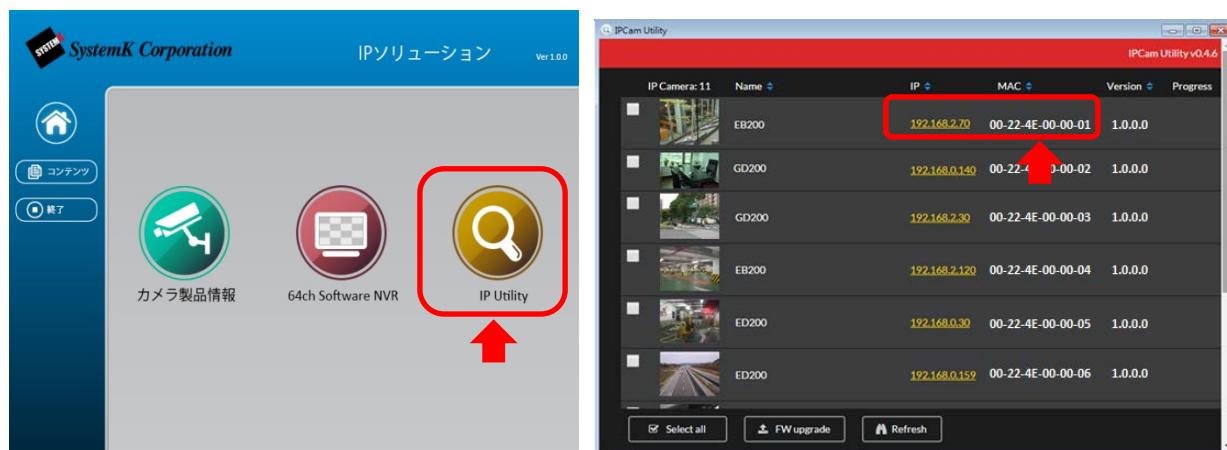 SYSTEM
SystemK Corporation
IPソリューション
Ver 1.0.0
コンテンツ
終了
カメラ製品情報
64ch Software NVR
IP Utility
IPCam Utility
IPCam Utility v0.4.6
IP Camera: 11 Name IP MAC Version Progress
EB200 192.168.2.70 00-22-4E-00-00-01 1.0.0.0
GD200 192.168.0.140 00-22-4 0-00-02 1.0.0.0
GD200 192.168.2.30 00-22-4E-00-00-03 1.0.0.0
EB200 192.168.2.120 00-22-4E-00-00-04 1.0.0.0
ED200 192.168.0.30 00-22-4E-00-00-05 1.0.0.0
ED200 192.168.0.159 00-22-4E-00-00-06 1.0.0.0
Select all FW upgrade Refresh